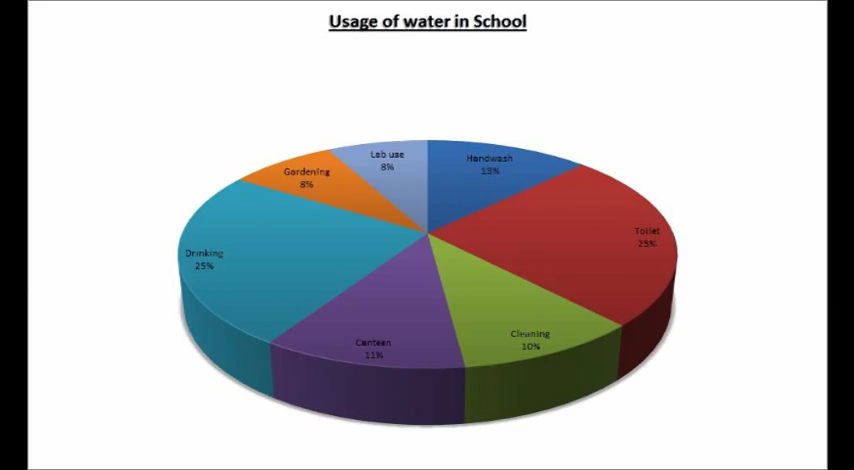 Usage of water in School
Lab use
8%
Handwash
13%
Gardening
8%
Toilet
25%
Drinking
25%
Cleaning
10%
Canteen
11%